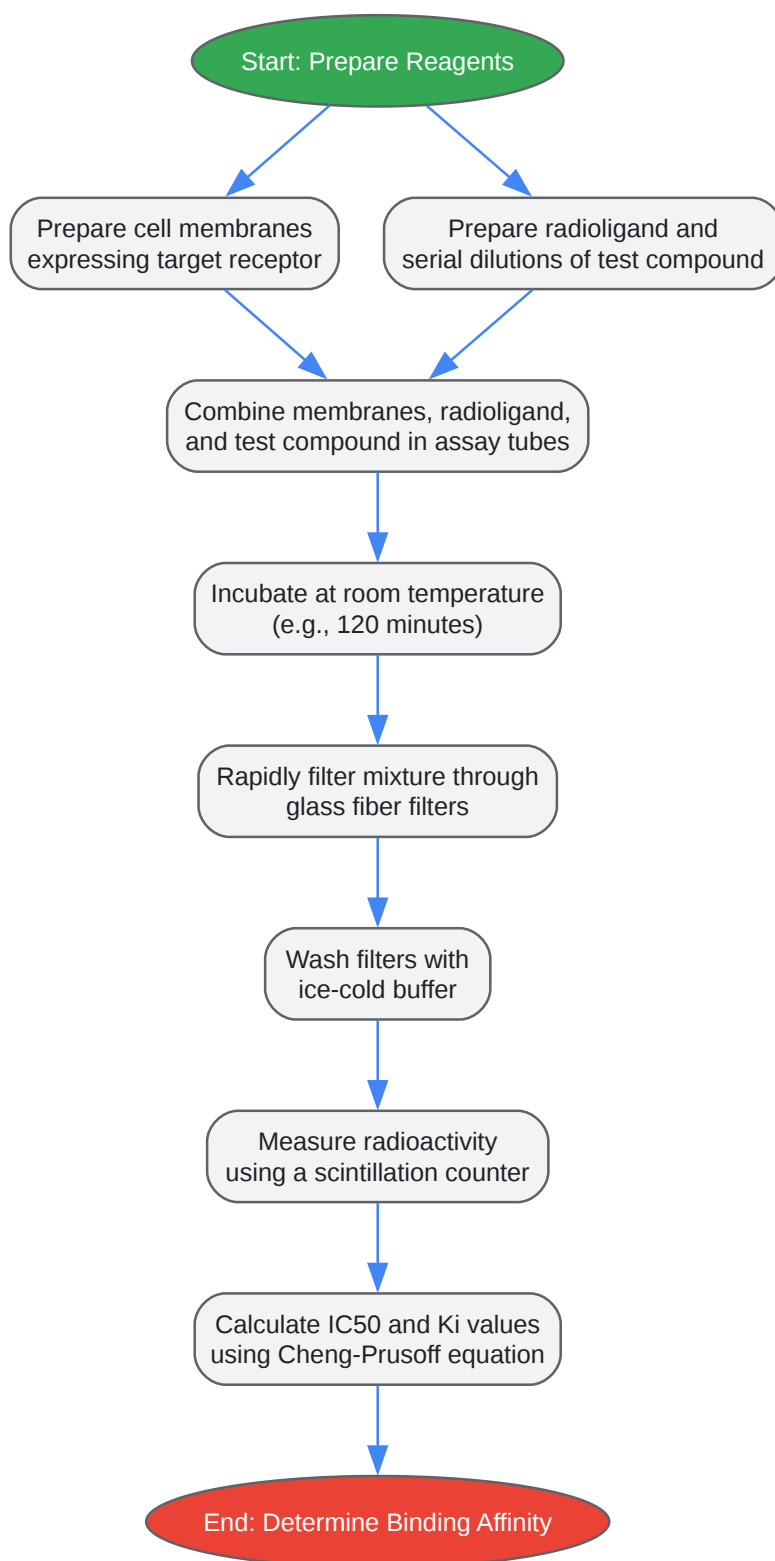 Start: Prepare Reagents
Prepare cell membranes
expressing target receptor
Prepare radioligand and
serial dilutions of test compound
Combine membranes, radioligand,
and test compound in assay tubes
Incubate at room temperature
(e.g., 120 minutes)
Rapidly filter mixture through
glass fiber filters
Wash filters with
ice-cold buffer
Measure radioactivity
using a scintillation counter
Calculate IC50 and Ki values
using Cheng-Prusoff equation
End: Determine Binding Affinity